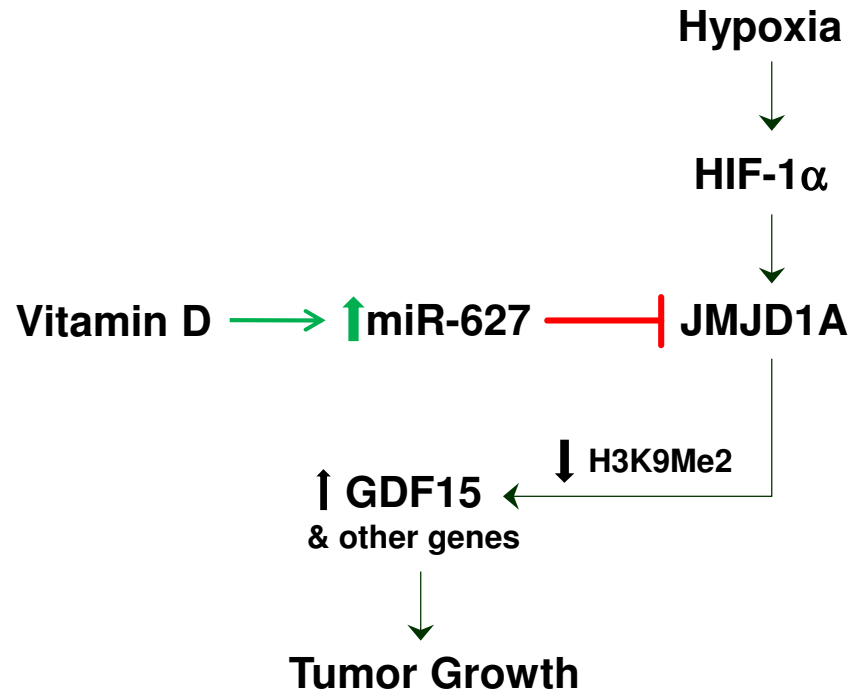 Hypoxia
HIF-1α
Vitamin D
miR-627
JMJD1A
H3K9Me2
GDF15
& other genes
Tumor Growth